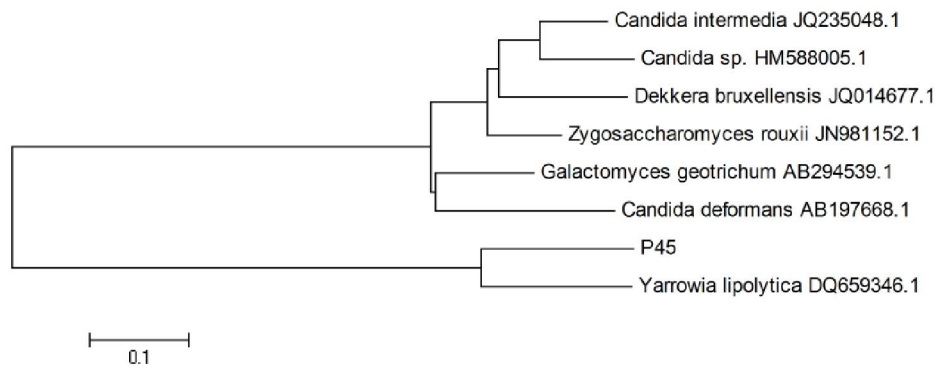 Candida intermedia JQ235048.1
Candida sp. HM588005.1
Dekkera bruxellensis JQ014677.1
Zygosaccharomyces rouxii JN981152.1
Galactomyces geotrichum AB294539.1
Candida deformans AB197668.1
P45
Yarrowia lipolytica DQ659346.1
0.1